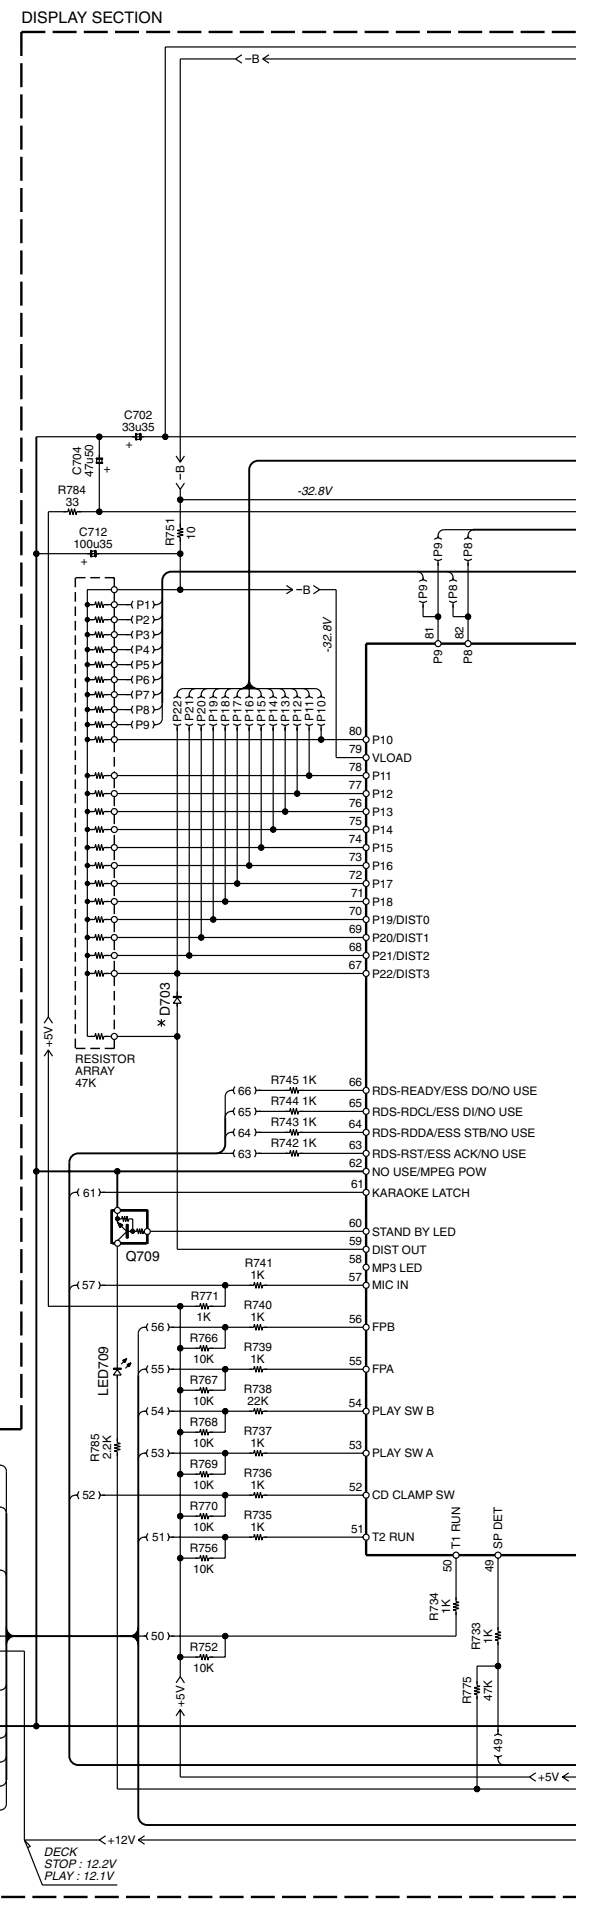 DISPLAY SECTION
–B
C702
33u35
C704
47u50
–B
R784
33
-32.8V
R751
10
C712
100u35
P9
P8
–B
P9
P8
-32.8V
81
82
P9
P8
P1
P2
P3
P4
P5
P6
P7
P8
P9
P22
P21
P20
P19
P18
P17
P16
P15
P14
P13
P12
P11
P10
80 P10
79 VLOAD
78 P11
77 P12
76 P13
75 P14
74 P15
73 P16
72 P17
71 P18
70 P19/DIST0
69 P20/DIST1
68 P21/DIST2
67 P22/DIST3
* D703
+5V
RESISTOR
ARRAY
47K
66 R745 1K 66 RDS-READY/ESS DO/NO USE
65 R744 1K 65 RDS-RDCL/ESS DI/NO USE
64 R743 1K 64 RDS-RDDA/ESS STB/NO USE
63 R742 1K 63 RDS-RST/ESS ACK/NO USE
62 NO USE/MPEG POW
61 61 KARAOKE LATCH
60 STAND BY LED
Q709
59 DIST OUT
58 MP3 LED
R741
1K
57 57 MIC IN
R771
1K
R740
1K
56 56 FPB
R766
10K
R739
1K
55 55 FPA
LED709
R767
10K
R738
22K
54 54 PLAY SW B
R768
10K
R737
1K
R785
2.2K
53 53 PLAY SW A
R769
10K
R736
1K
52 52 CD CLAMP SW
R770
10K
R735
1K
51 51 T2 RUN
R756
10K
T1 RUN
SP DET
50
49
R734
1K
R733
1K
50
R752
10K
R775
47K
+5V
49
+5V
+12V
DECK
STOP : 12.2V
PLAY : 12.1V